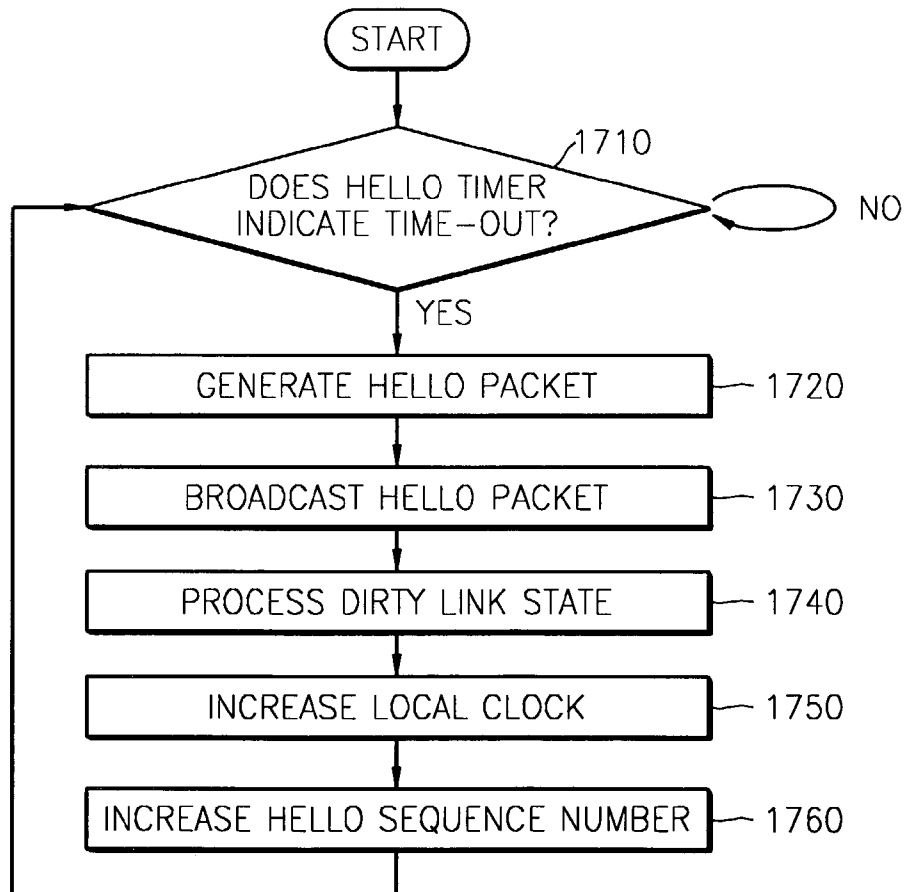 START
1710
DOES HELLO TIMER
INDICATE TIME-OUT?
NO
YES
GENERATE HELLO PACKET
1720
BROADCAST HELLO PACKET
1730
PROCESS DIRTY LINK STATE
1740
INCREASE LOCAL CLOCK
1750
INCREASE HELLO SEQUENCE NUMBER
1760